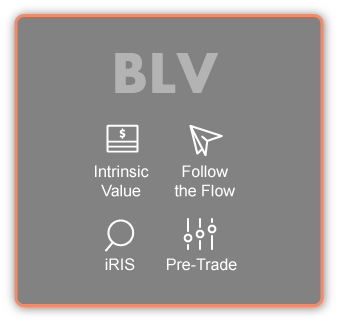 BLV
$
Intrinsic
Value
Follow
the Flow
iRIS
Pre-Trade